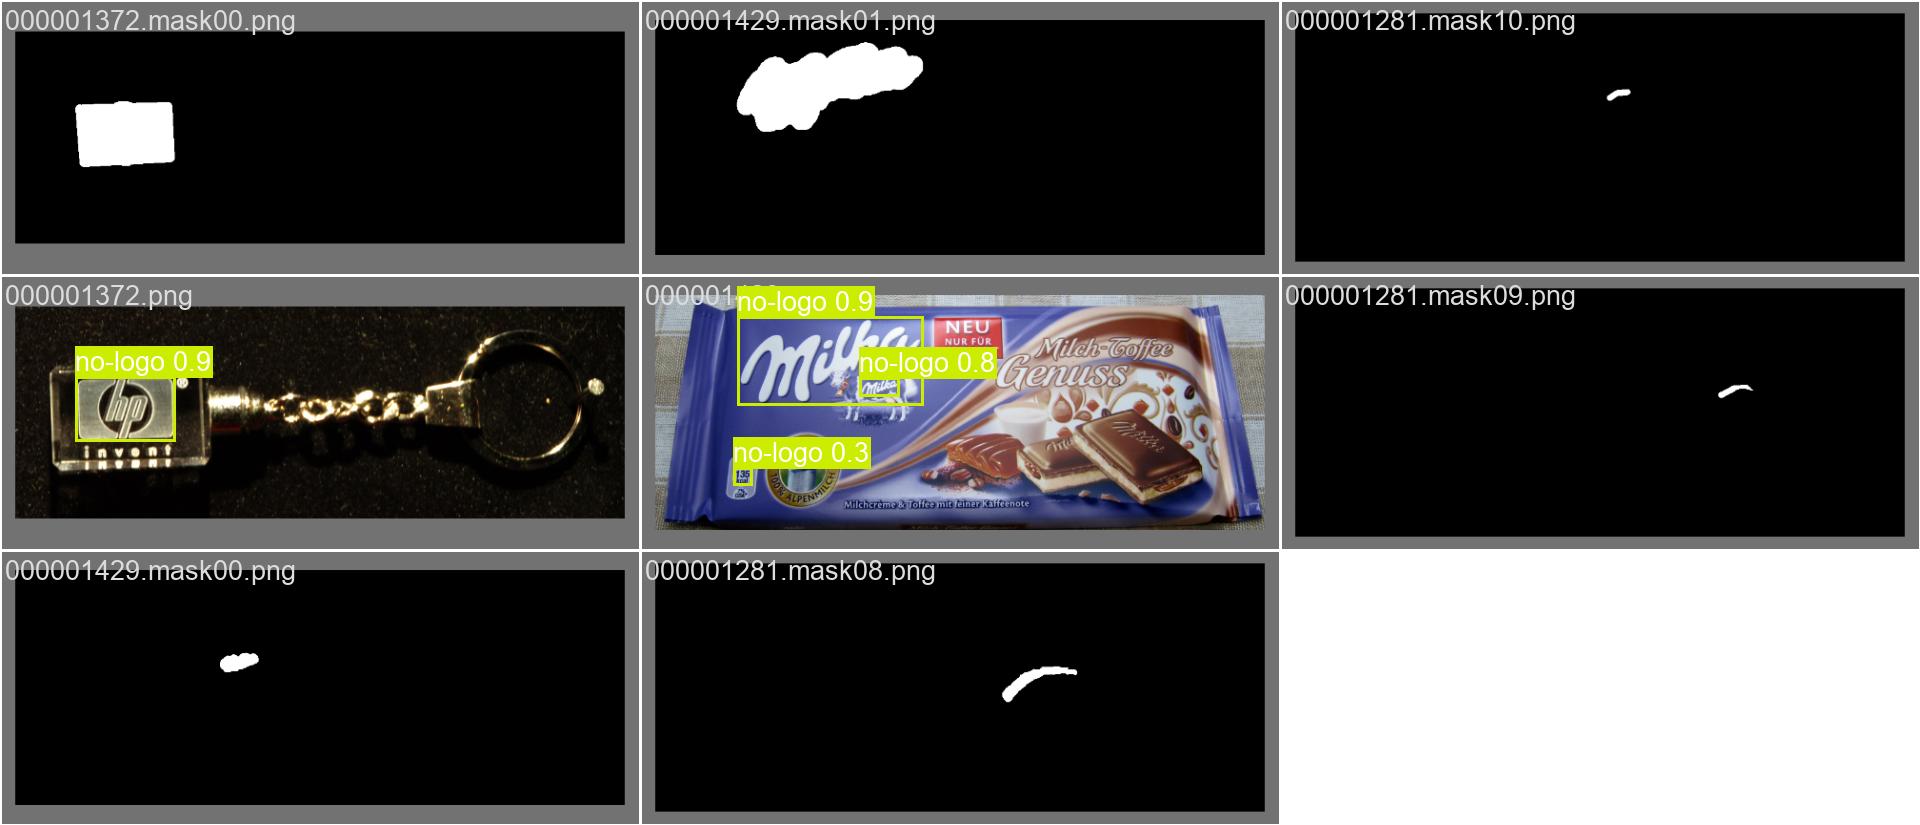 000001372.mask00.png
000001429.mask01.png
000001281.mask10.png
000001372.png
no-logo 0.9
hp
®
invent
no-logo 0.9
Milka
NEU
NUR FÜR
no-logo 0.8
Milka
Milch-Toffee
Genuss
no-logo 0.3
135
100% ALPENMILCH
Milchcrème & Toffee mit feiner Kaffeenote
000001281.mask09.png
000001429.mask00.png
000001281.mask08.png